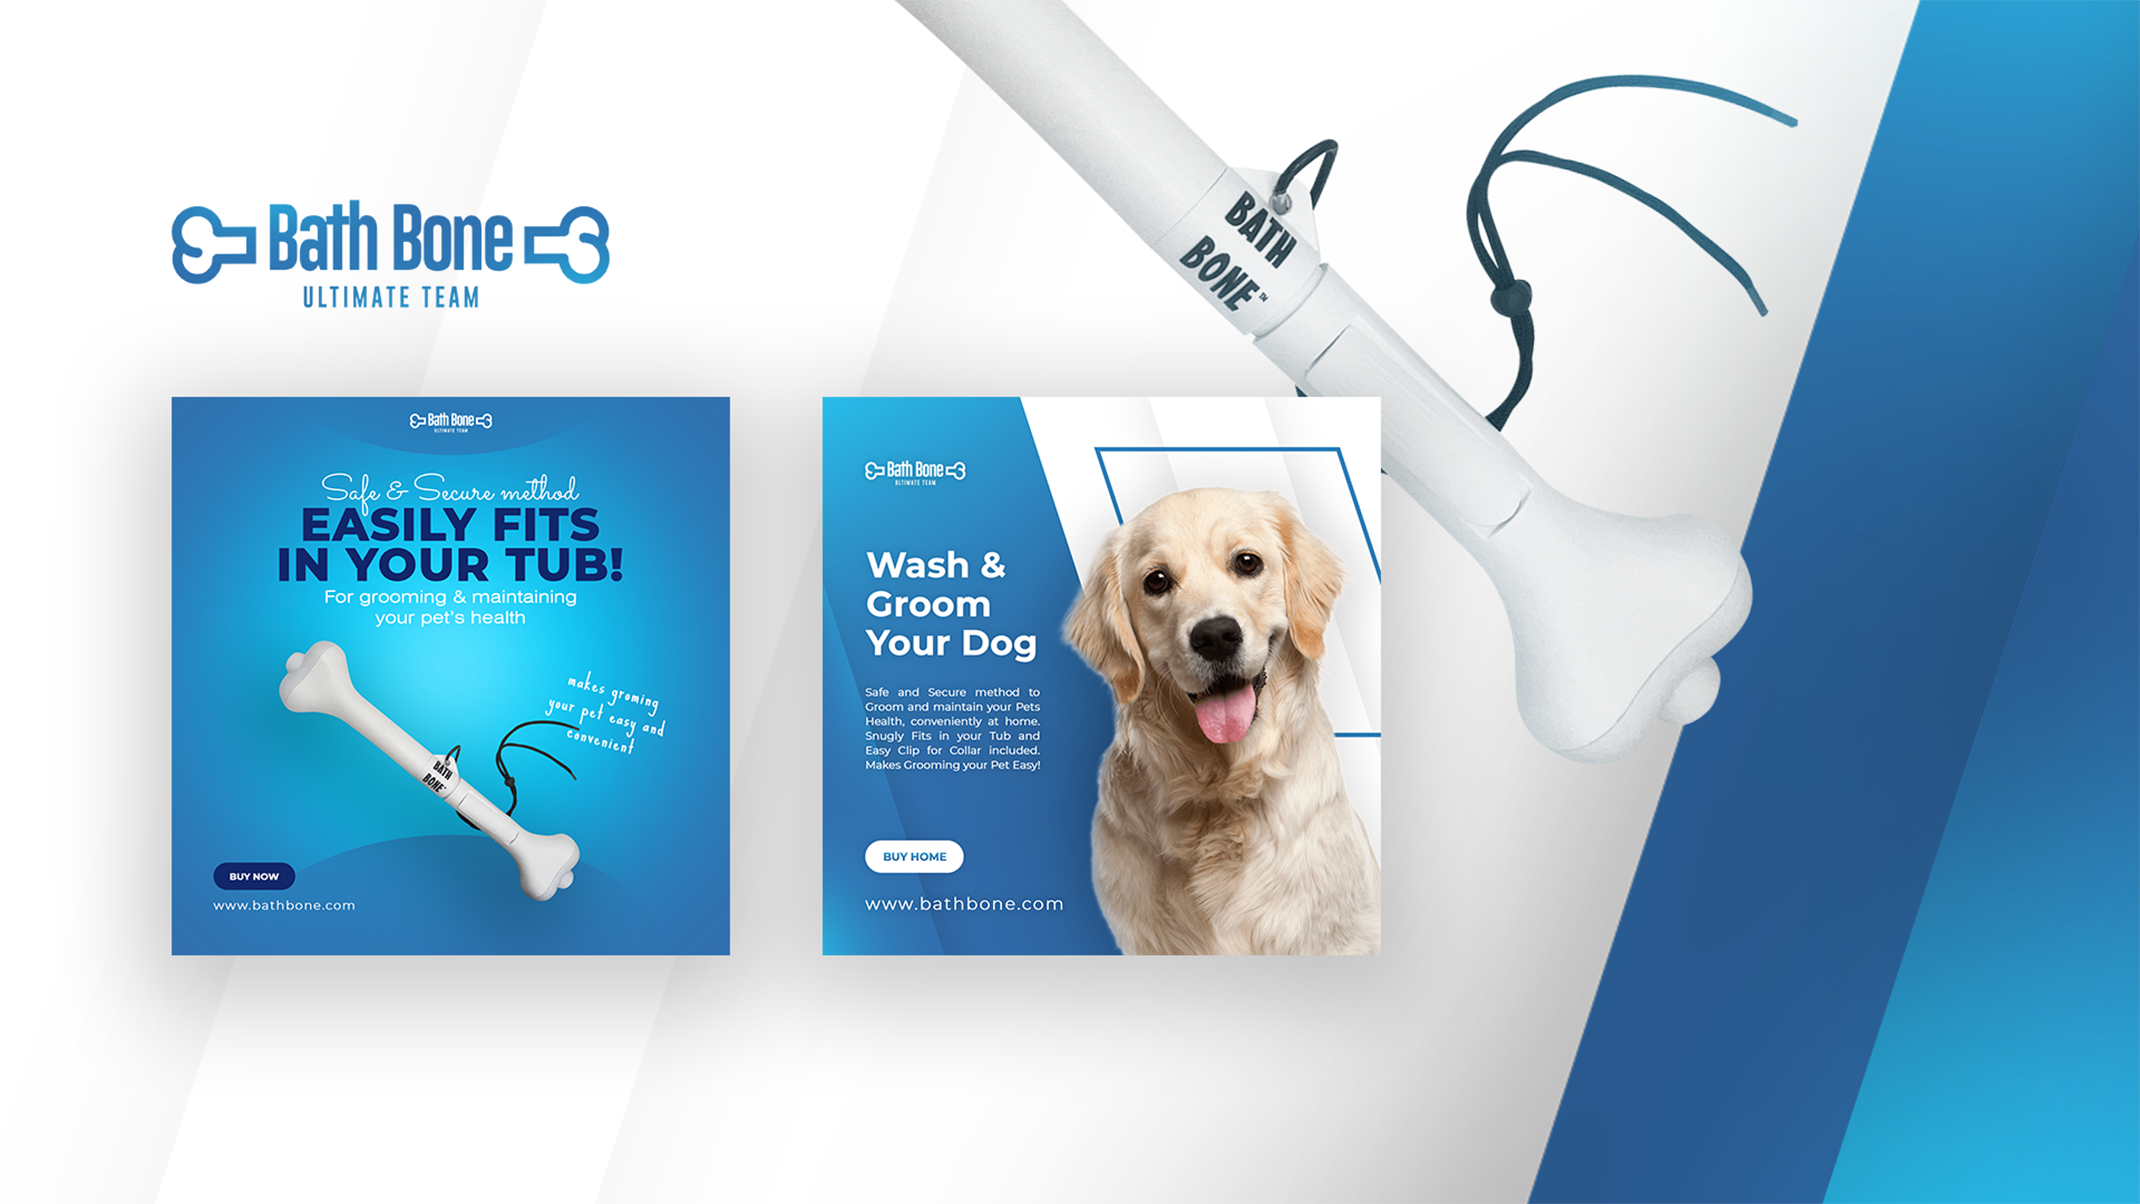 Bath Bone
ULTIMATE TEAM
BATH
BONE™
Bath Bone
ULTIMATE TEAM
Safe & Secure method
EASILY FITS
IN YOUR TUB!
For grooming & maintaining
your pet's health
makes groming
your pet easy and
convenient
BATH
BONE™
BUY NOW
www.bathbone.com
Bath Bone
ULTIMATE TEAM
Wash &
Groom
Your Dog
Safe and Secure method to
Groom and maintain your Pets
Health, conveniently at home.
Snugly Fits in your Tub and
Easy Clip for Collar included.
Makes Grooming your Pet Easy!
BUY HOME
www.bathbone.com